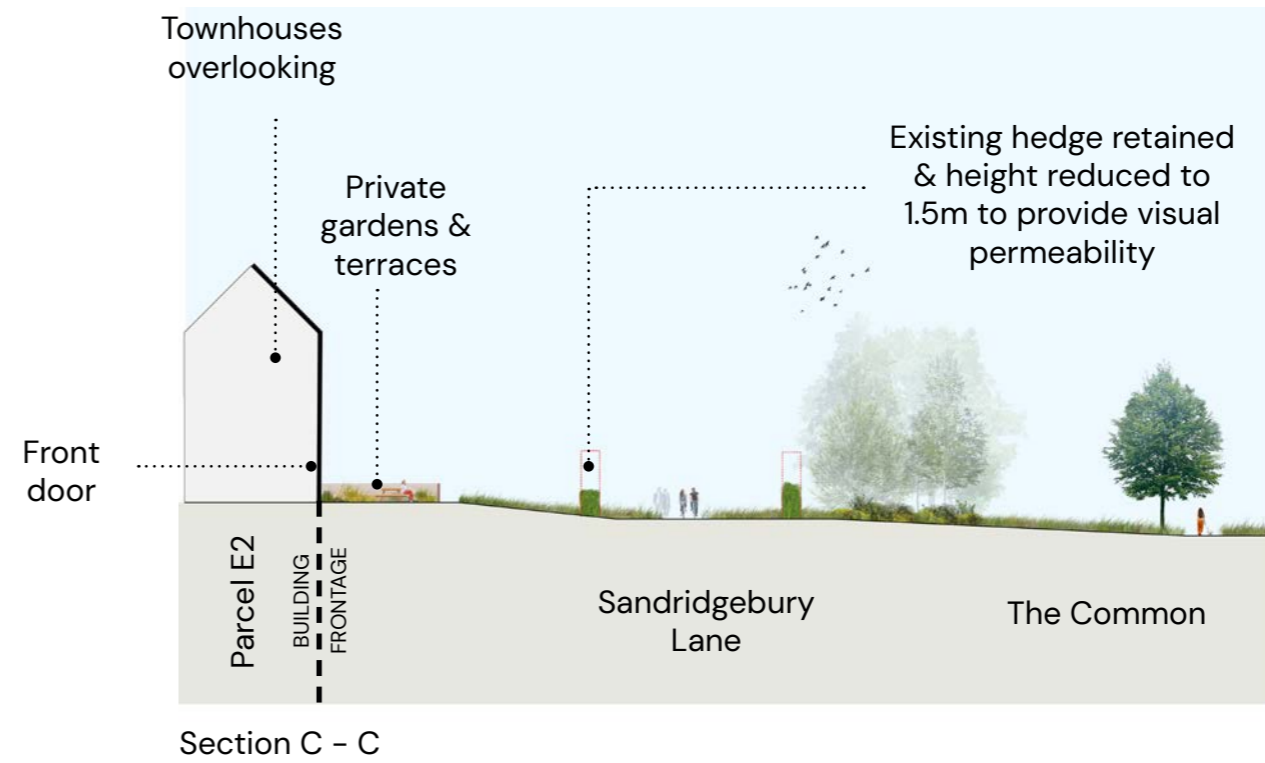 Townhouses
overlooking
Existing hedge retained
& height reduced to
1.5m to provide visual
permeability
Private
gardens &
terraces
Front
door
Parcel E2
BUILDING
FRONTAGE
Sandridgebury
Lane
The Common
Section C - C